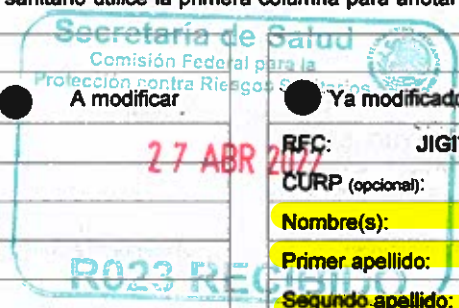 sanitario utilice la primera columna para anotar
Secretaría de Salud
Comisión Federal para la
Protección contra Riesgos Sanitarios
A modificar
Ya modificado
27 ABR 2022
RFC: JIGI
CURP (opcional):
Nombre(s):
Primer apellido:
R023 RECIBIDO
Segundo apellido: